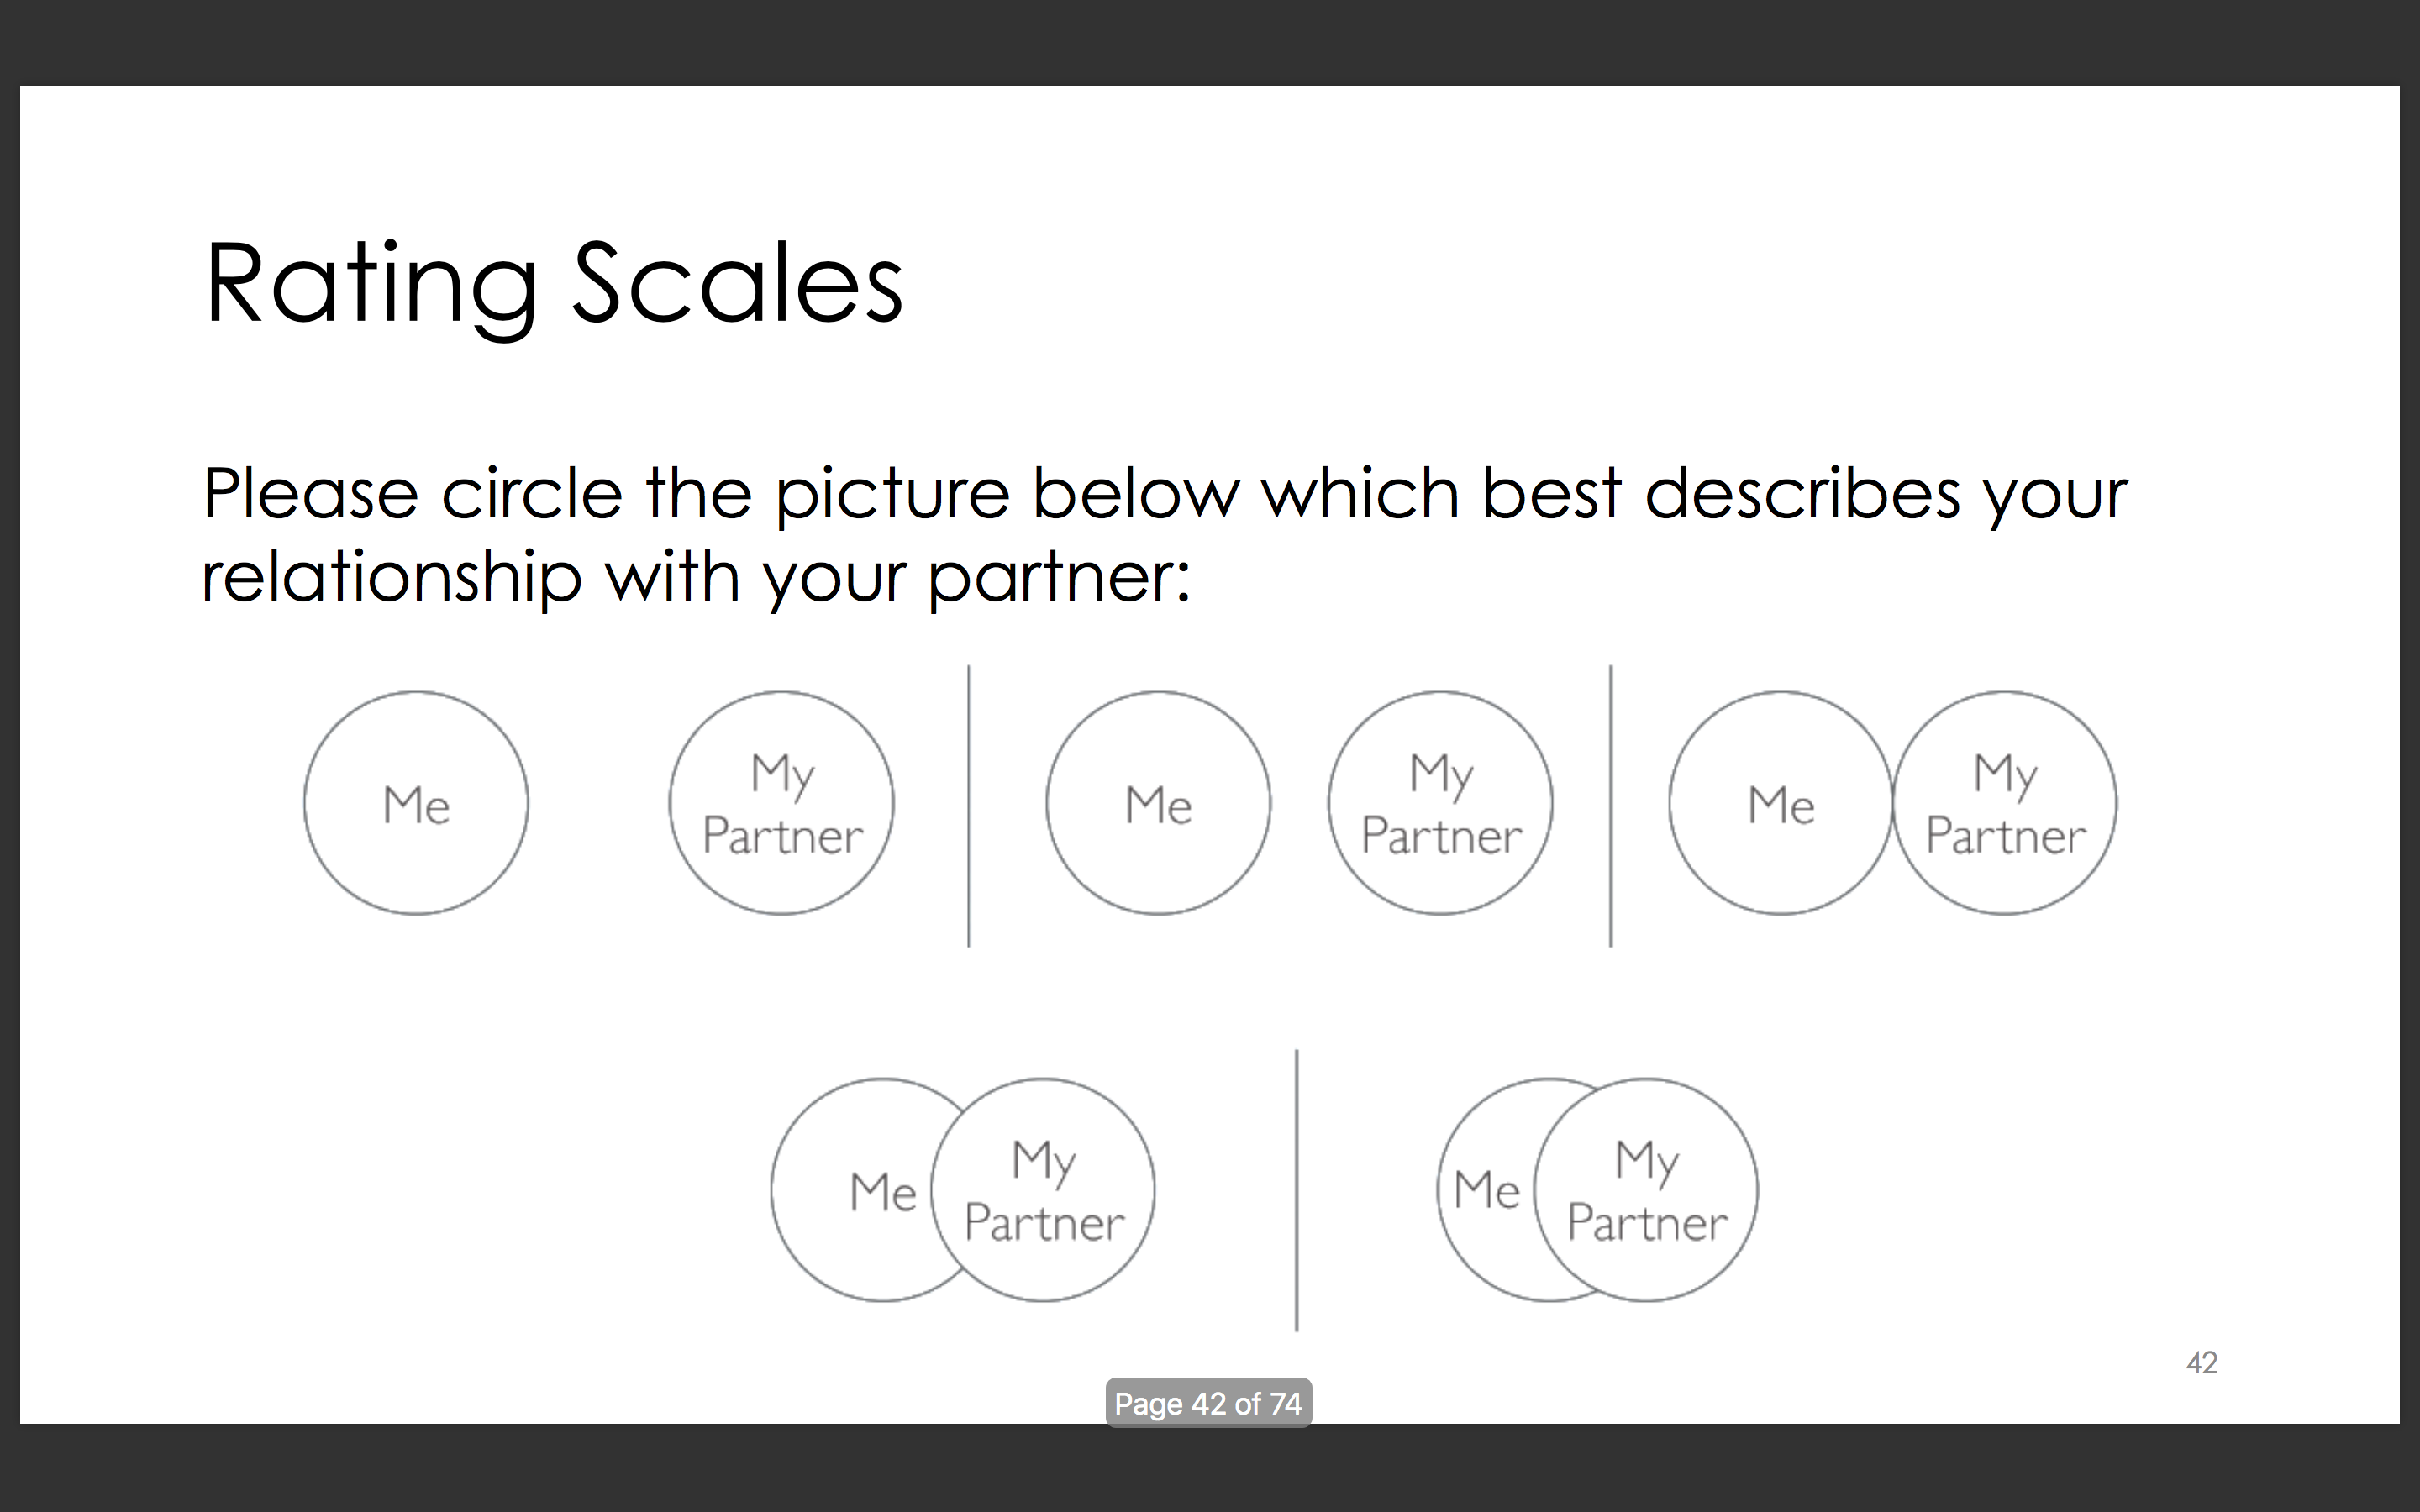 Rating Scales
Please circle the picture below which best describes your
relationship with your partner:
Me
My
Partner
Me
My
Partner
Me
My
Partner
Me
My
Partner
Me
My
Partner
42
Page 42 of 74